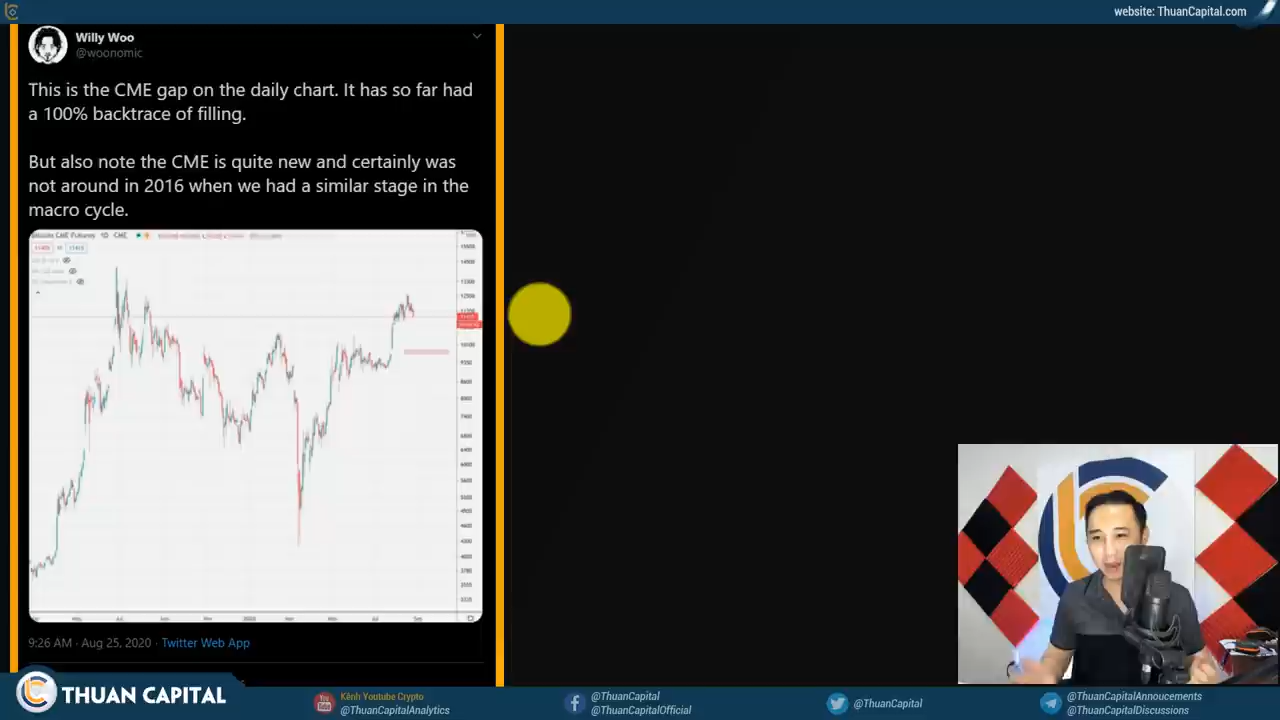 website: ThuanCapital.com
Willy Woo
@woonomic
This is the CME gap on the daily chart. It has so far had
a 100% backtrace of filling.
But also note the CME is quite new and certainly was
not around in 2016 when we had a similar stage in the
macro cycle.
9:26 AM · Aug 25, 2020 · Twitter Web App
THUAN CAPITAL
Kênh Youtube Crypto
@ThuanCapitalAnalytics
@ThuanCapital
@ThuanCapitalOfficial
@ThuanCapital
@ThuanCapitalAnnoucements
@ThuanCapitalDiscussions